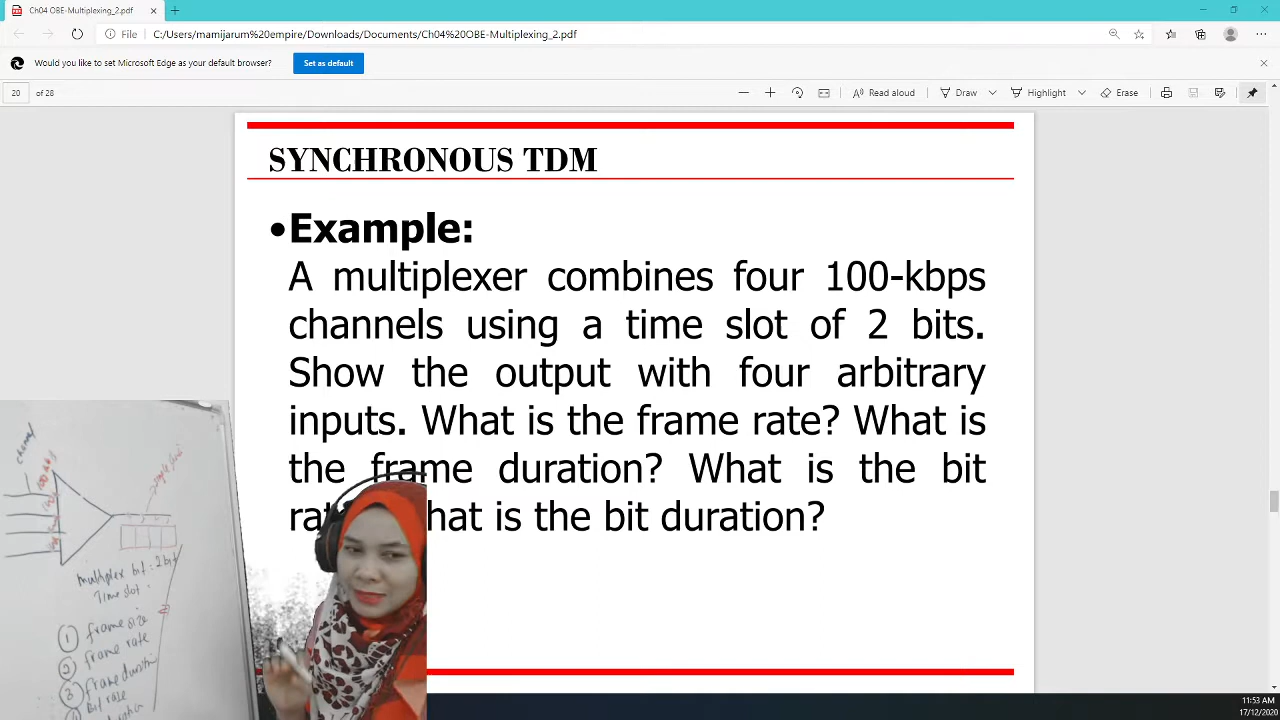 Ch04 OBE-Multiplexing_2.pdf
File C:/Users/mamijarum%20empire/Downloads/Documents/Ch04%20OBE-Multiplexing_2.pdf
Would you like to set Microsoft Edge as your default browser? Set as default
20 of 28 Read aloud Draw Highlight Erase
SYNCHRONOUS TDM
•Example:
A multiplexer combines four 100-kbps
channels using a time slot of 2 bits.
Show the output with four arbitrary
inputs. What is the frame rate? What is
the frame duration? What is the bit
hat is the bit duration?
channel
multiplex bit = 2 bit
Time slot
1 frame size
2 frame rate
3 frame duration
bit rate
11:53 AM
17/12/2020